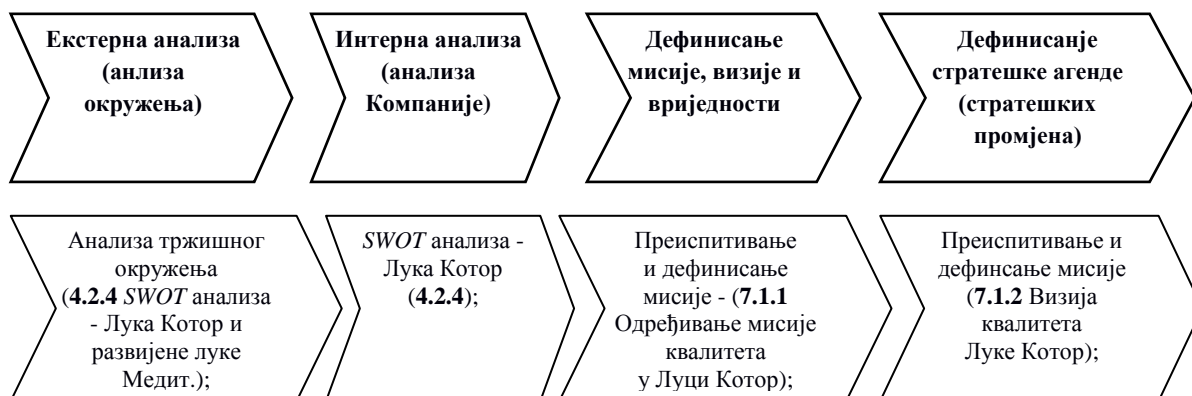 Екстерна анализа
(анлиза
окружења)
Интерна анализа
(анализа
Компаније)
Дефинисање
мисије, визије и
вриједности
Дефинисанје
стратешке агенде
(стратешких
промјена)
Анализа тржишног
окружења
(4.2.4 SWOT анализа
- Лука Котор и
развијене луке
Медит.);
SWOT анализа -
Лука Котор
(4.2.4);
Преиспитивање
и дефинисање
мисије - (7.1.1
Одређивање мисије
квалитета
у Луци Котор);
Преиспитивање и
дефинсање мисије
(7.1.2 Визија
квалитета
Луке Котор);